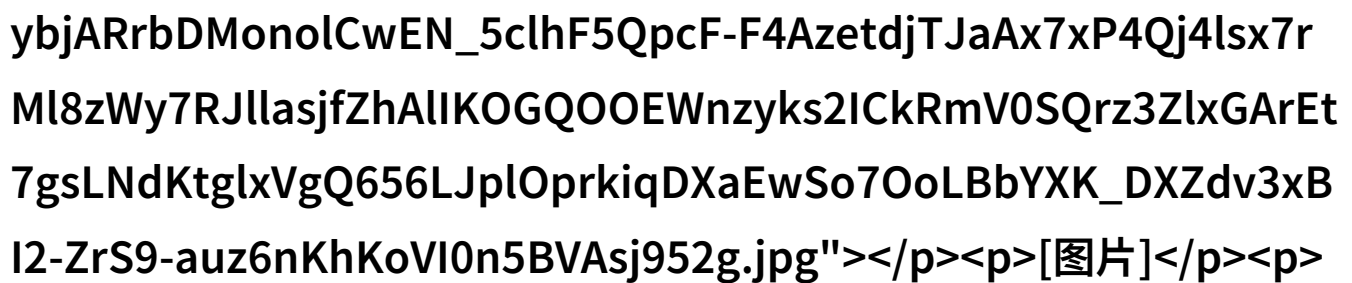 ybjARrbDMonolCwEN_5clhF5QpcF-F4AzetdjTJaAx7xP4Qj4lsx7r
Ml8zWy7RJllasjfZhAlIKOGQOOEWnzyks2ICkRmV0SQrz3ZlxGArEt
7gsLNdKtglxVgQ656LJplOprkiqDXaEwSo7OoLBbYXK_DXZdv3xB
I2-ZrS9-auz6nKhKoVI0n5BVAsj952g.jpg"></p><p>[图片]</p><p>